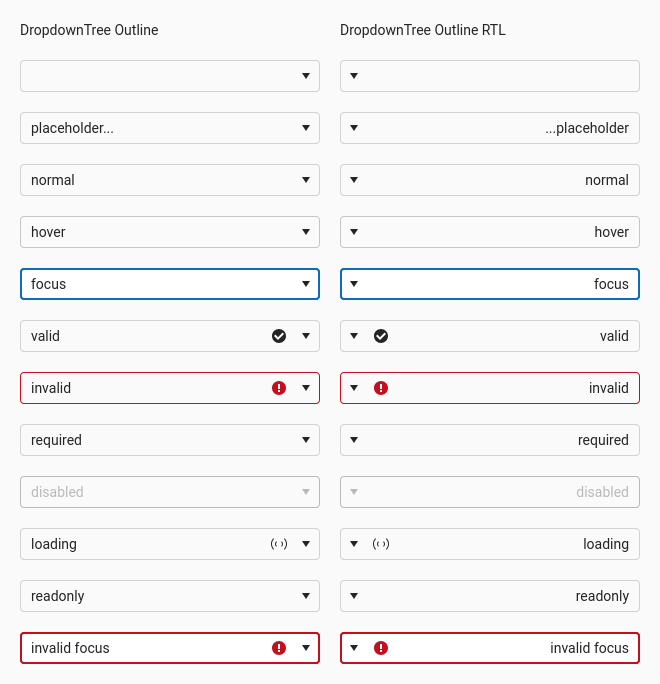 DropdownTree Outline
DropdownTree Outline RTL
placeholder...
...placeholder
normal
normal
hover
hover
focus
focus
valid
valid
invalid
invalid
required
required
disabled
disabled
loading
loading
readonly
readonly
invalid focus
invalid focus